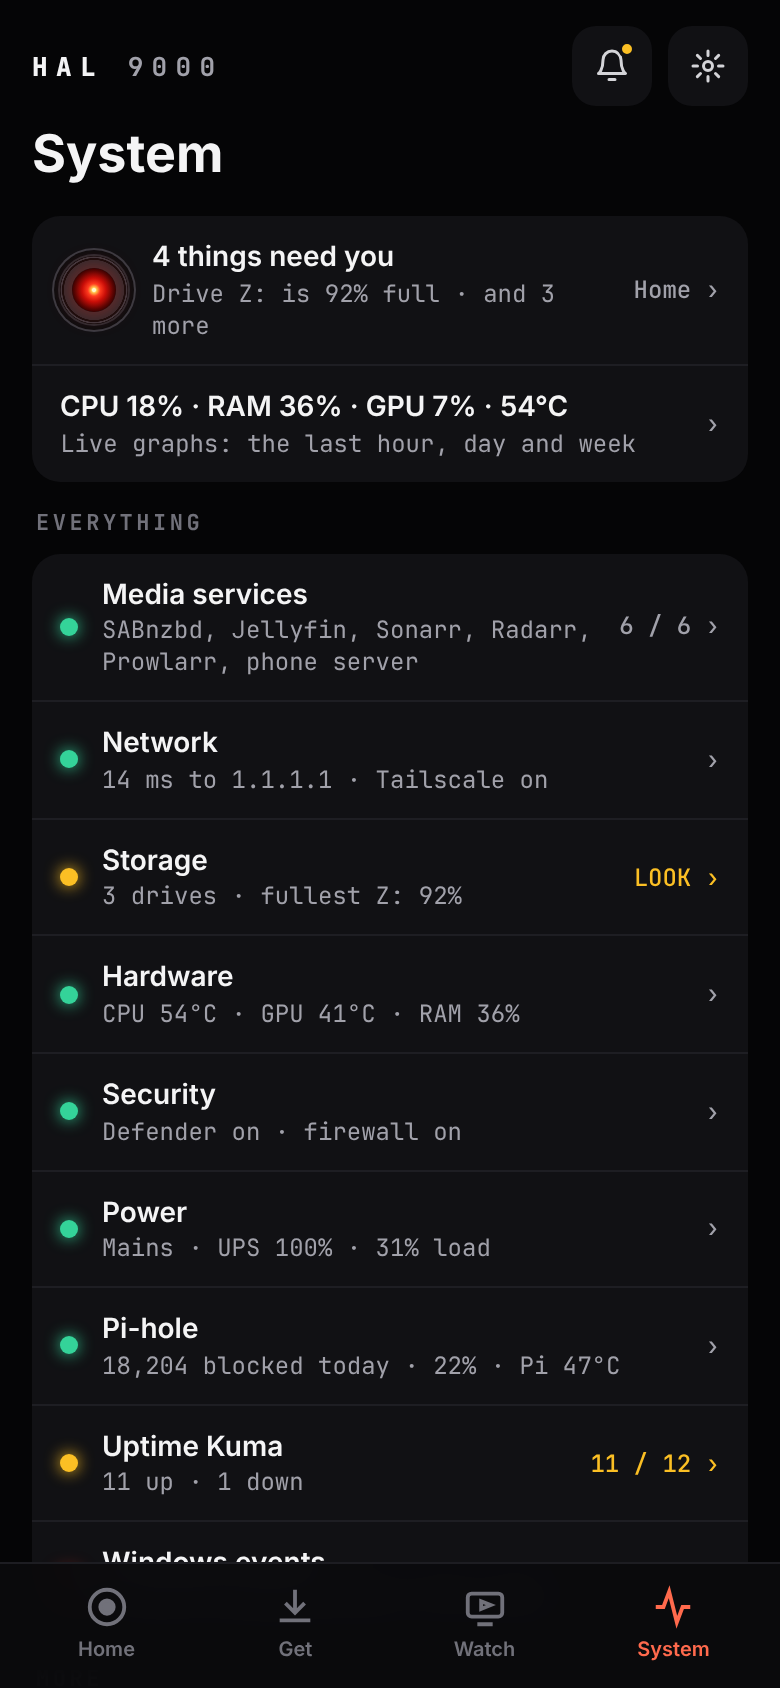 HAL 9000
System
4 things need you
Drive Z: is 92% full · and 3
more
Home ›
CPU 18% · RAM 36% · GPU 7% · 54°C
Live graphs: the last hour, day and week
›
EVERYTHING
Media services
SABnzbd, Jellyfin, Sonarr, Radarr,
Prowlarr, phone server
6 / 6 ›
Network
14 ms to 1.1.1.1 · Tailscale on
›
Storage
3 drives · fullest Z: 92%
LOOK ›
Hardware
CPU 54°C · GPU 41°C · RAM 36%
›
Security
Defender on · firewall on
›
Power
Mains · UPS 100% · 31% load
›
Pi-hole
18,204 blocked today · 22% · Pi 47°C
›
Uptime Kuma
11 up · 1 down
11 / 12 ›
Windows events
Home
Get
Watch
System